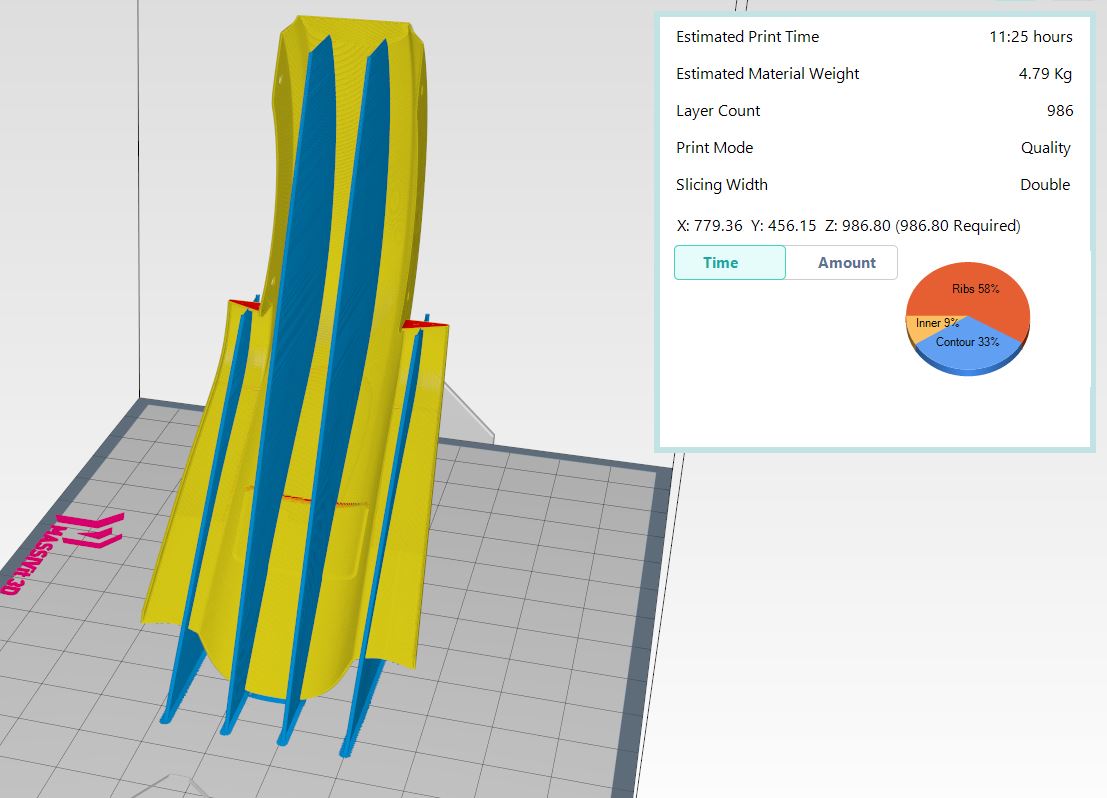 Estimated Print Time 11:25 hours
Estimated Material Weight 4.79 Kg
Layer Count 986
Print Mode Quality
Slicing Width Double
X: 779.36 Y: 456.15 Z: 986.80 (986.80 Required)
Time Amount
Ribs 58%
Inner 9%
Contour 33%
MASSIVit 3D